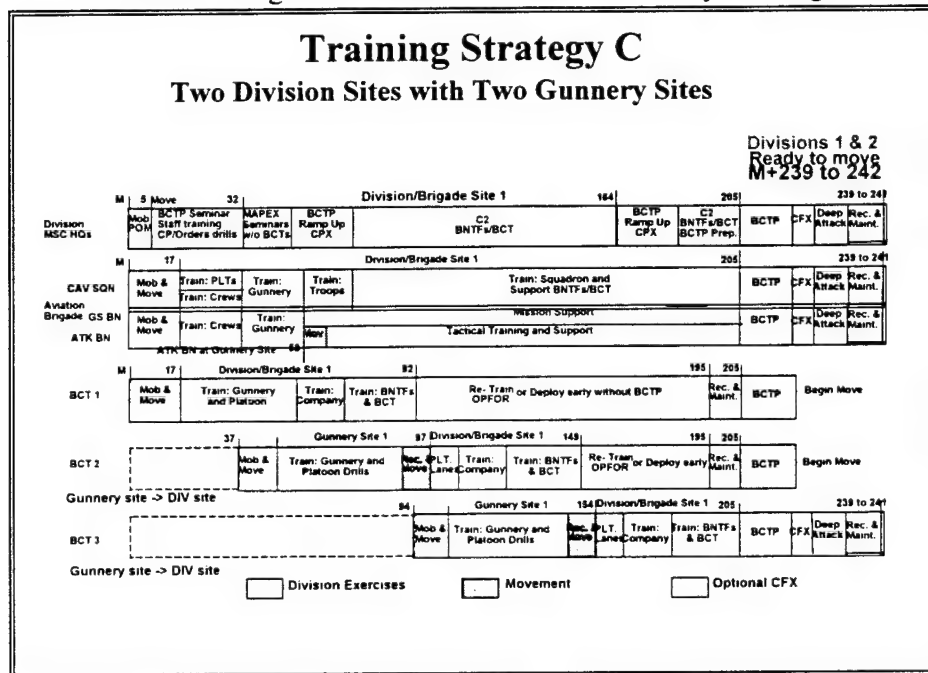 Training Strategy C
Two Division Sites with Two Gunnery Sites
Divisions 1 & 2
Ready to move
M+239 to 242
M 5 Move 32 Division/Brigade Site 1 164 205 239 to 24
Division
MSC HQs
Mob
POM
BCTP Seminar
Staff training
CP/Orders drills
MAPEX
Seminars
w/o BCTs
BCTP
Ramp Up
CPX
C2
BNTFs/BCT
BCTP
Ramp Up
CPX
C2
BNTFs/BCT
BCTP Prep.
BCTP
CFX
Deep
Attack
Rec. &
Maint.
M 17 Division/Brigade Site 1 205 239 to 241
CAV SQN
Mob &
Move
Train: PLTs
Train: Crews
Train:
Gunnery
Train:
Troops
Train: Squadron and
Support BNTFs/BCT
BCTP
CFX
Deep
Attack
Rec. &
Maint.
Aviation
Brigade GS BN
ATK BN
Mob &
Move
Train: Crews
Train:
Gunnery
Mission Support
Mov
Tactical Training and Support
BCTP
CFX
Deep
Attack
Rec. &
Maint.
ATK BN at Gunnery Site
M 17 Division/Brigade Site 1 92 195 205
BCT 1
Mob &
Move
Train: Gunnery
and Platoon
Train:
Company
Train: BNTFs
& BCT
Re- Train or Deploy early without BCTP
OPFOR
Rec. &
Maint.
BCTP
Begin Move
37 Gunnery Site 1 97 Division/Brigade Site 1 149 195 205
BCT 2
Mob &
Move
Train: Gunnery and
Platoon Drills
Rec. &
Move
PLT.
Lanes
Train:
Company
Train: BNTFs
& BCT
Re- Train or Deploy early
OPFOR
Rec. &
Maint.
BCTP
Begin Move
Gunnery site -> DIV site
94 Gunnery Site 1 154 Division/Brigade Site 1 205 239 to 241
BCT 3
Mob &
Move
Train: Gunnery and
Platoon Drills
Rec. &
Move
PLT.
Lanes
Train:
Company
Train: BNTFs
& BCT
BCTP
CFX
Deep
Attack
Rec. &
Maint.
Gunnery site -> DIV site
Division Exercises
Movement
Optional CFX